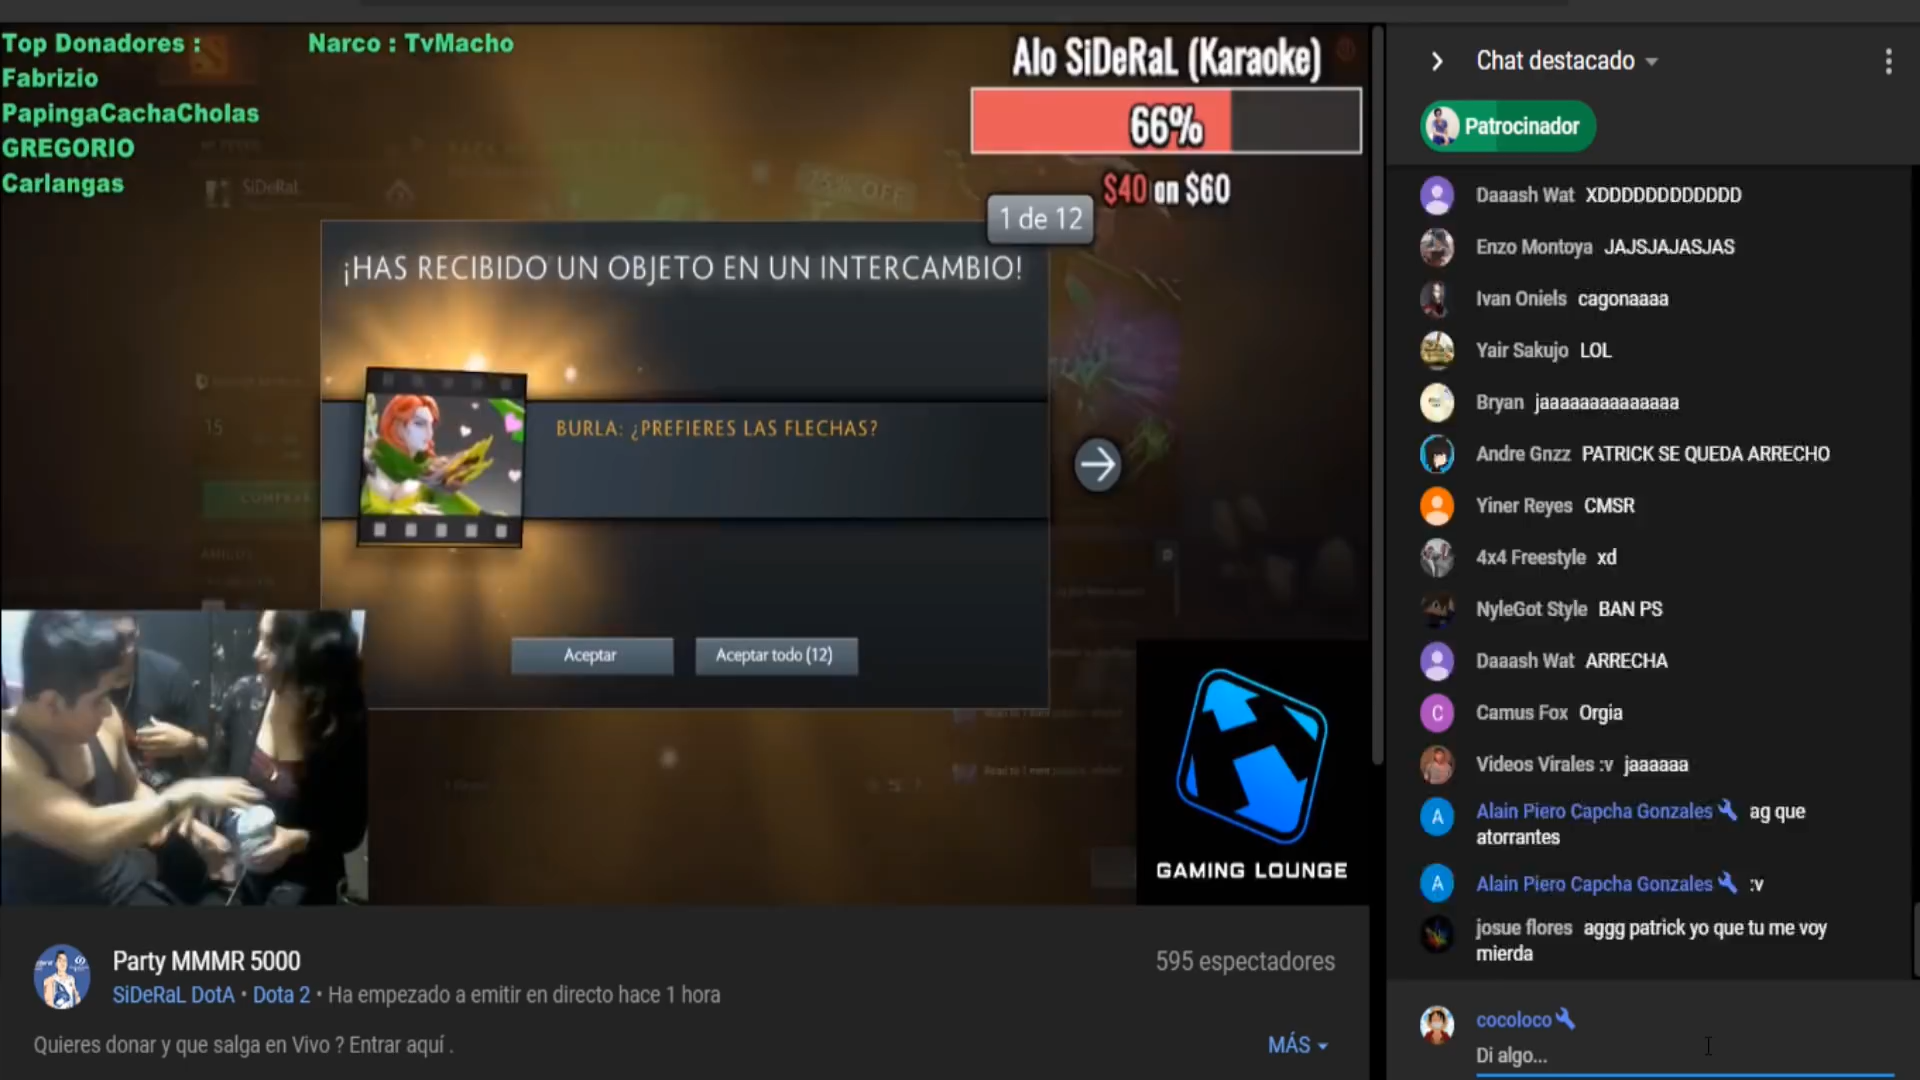 Top Donadores :
Narco : TvMacho
Fabrizio
PapingaCachaCholas
GREGORIO
Carlangas
Alo SiDeRaL (Karaoke)
66%
$40 on $60
SiDeRaL
75% OFF
15
1 de 12
¡HAS RECIBIDO UN OBJETO EN UN INTERCAMBIO!
BURLA: ¿PREFIERES LAS FLECHAS?
Aceptar
Aceptar todo (12)
GAMING LOUNGE
Party MMMR 5000
595 espectadores
SiDeRaL DotA • Dota 2 • Ha empezado a emitir en directo hace 1 hora
Quieres donar y que salga en Vivo ? Entrar aquí .
MÁS
Chat destacado
Patrocinador
Daaash Wat XDDDDDDDDDDDD
Enzo Montoya JAJSJAJASJAS
Ivan Oniels cagonaaaa
Yair Sakujo LOL
Bryan jaaaaaaaaaaaaaa
Andre Gnzz PATRICK SE QUEDA ARRECHO
Yiner Reyes CMSR
4x4 Freestyle xd
NyleGot Style BAN PS
Daaash Wat ARRECHA
C
Camus Fox Orgia
Videos Virales :v jaaaaaa
A
Alain Piero Capcha Gonzales ag que
atorrantes
A
Alain Piero Capcha Gonzales :v
josue flores aggg patrick yo que tu me voy
mierda
cocoloco
Di algo...